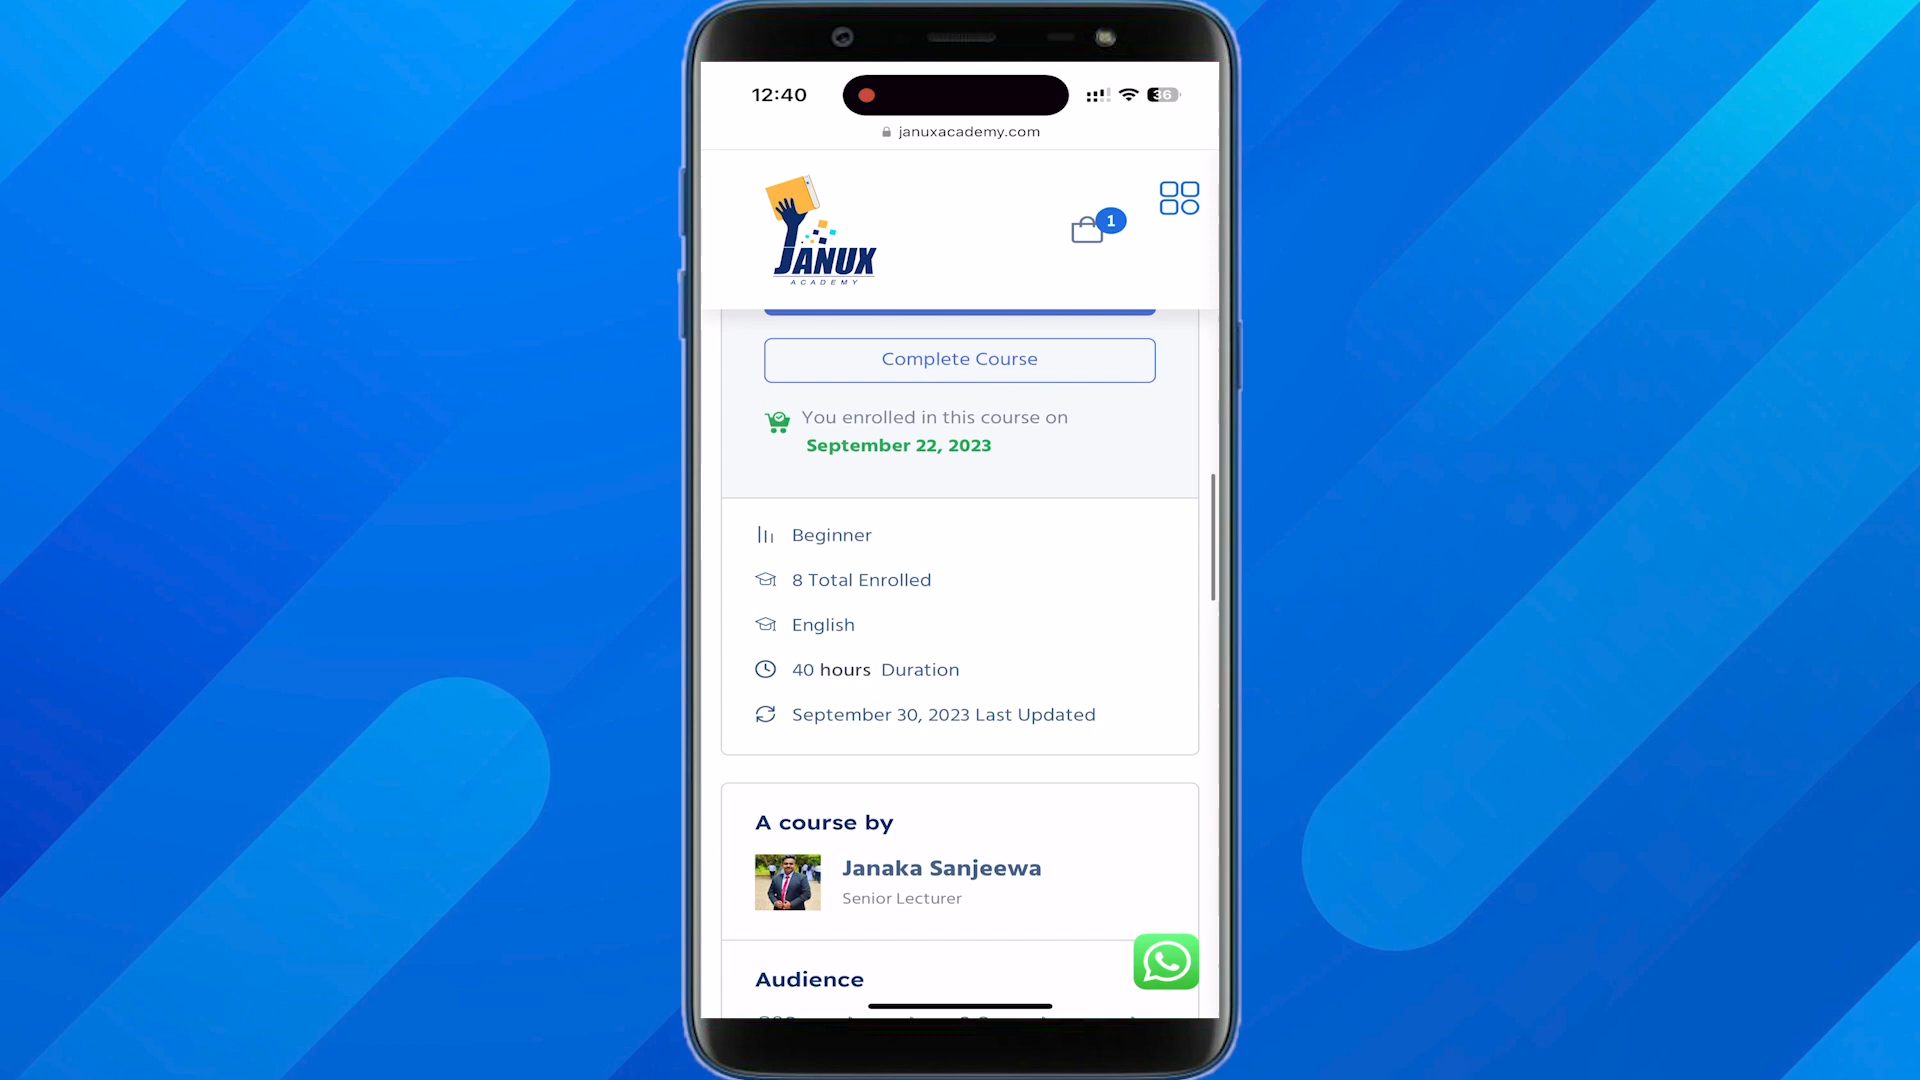 12:40
36
januxacademy.com
1
JANUX
ACADEMY
Complete Course
You enrolled in this course on
September 22, 2023
Beginner
8 Total Enrolled
English
40 hours Duration
September 30, 2023 Last Updated
A course by
Janaka Sanjeewa
Senior Lecturer
Audience